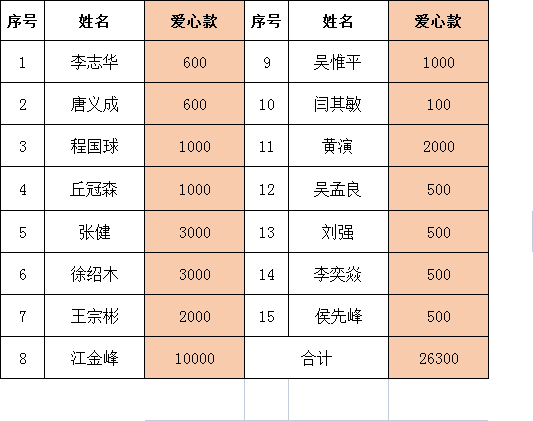 序号 姓名 爱心款 序号 姓名 爱心款
1 李志华 600 9 吴惟平 1000
2 唐义成 600 10 闫其敏 100
3 程国球 1000 11 黄演 2000
4 丘冠森 1000 12 吴孟良 500
5 张健 3000 13 刘强 500
6 徐绍木 3000 14 李奕焱 500
7 王宗彬 2000 15 侯先峰 500
8 江金峰 10000 合计 26300